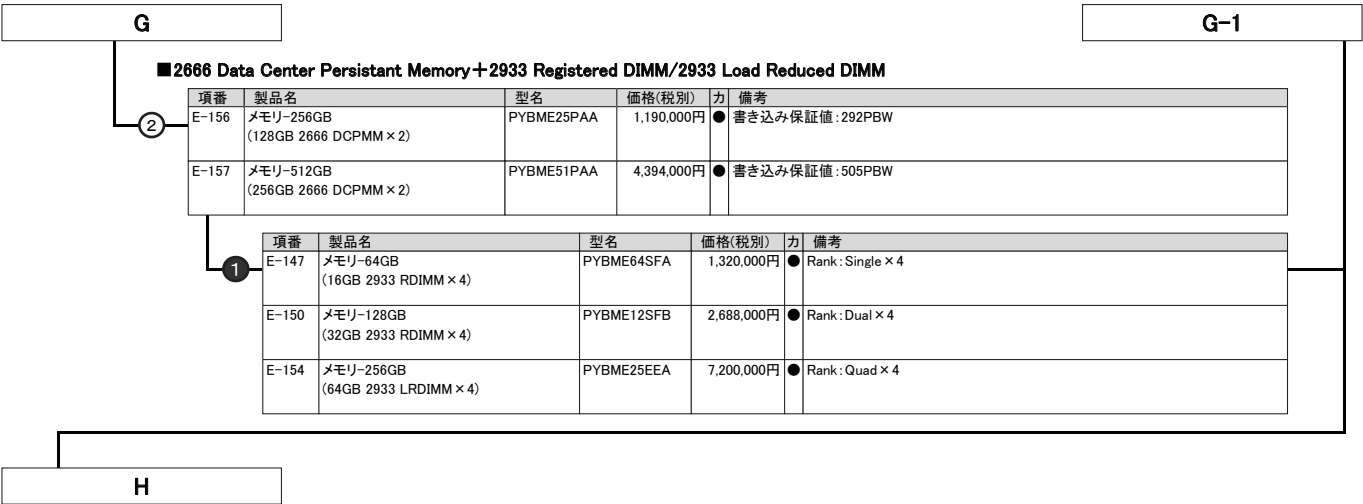 G
G-1
■2666 Data Center Persistant Memory+2933 Registered DIMM/2933 Load Reduced DIMM
項番 製品名 型名 価格(税別) カ 備考
② E-156 メモリ-256GB PYBME25PAA 1,190,000円 ● 書き込み保証値:292PBW
(128GB 2666 DCPMM×2)
E-157 メモリ-512GB PYBME51PAA 4,394,000円 ● 書き込み保証値:505PBW
(256GB 2666 DCPMM×2)
項番 製品名 型名 価格(税別) カ 備考
❶ E-147 メモリ-64GB PYBME64SFA 1,320,000円 ● Rank:Single×4
(16GB 2933 RDIMM×4)
E-150 メモリ-128GB PYBME12SFB 2,688,000円 ● Rank:Dual×4
(32GB 2933 RDIMM×4)
E-154 メモリ-256GB PYBME25EEA 7,200,000円 ● Rank:Quad×4
(64GB 2933 LRDIMM×4)
H